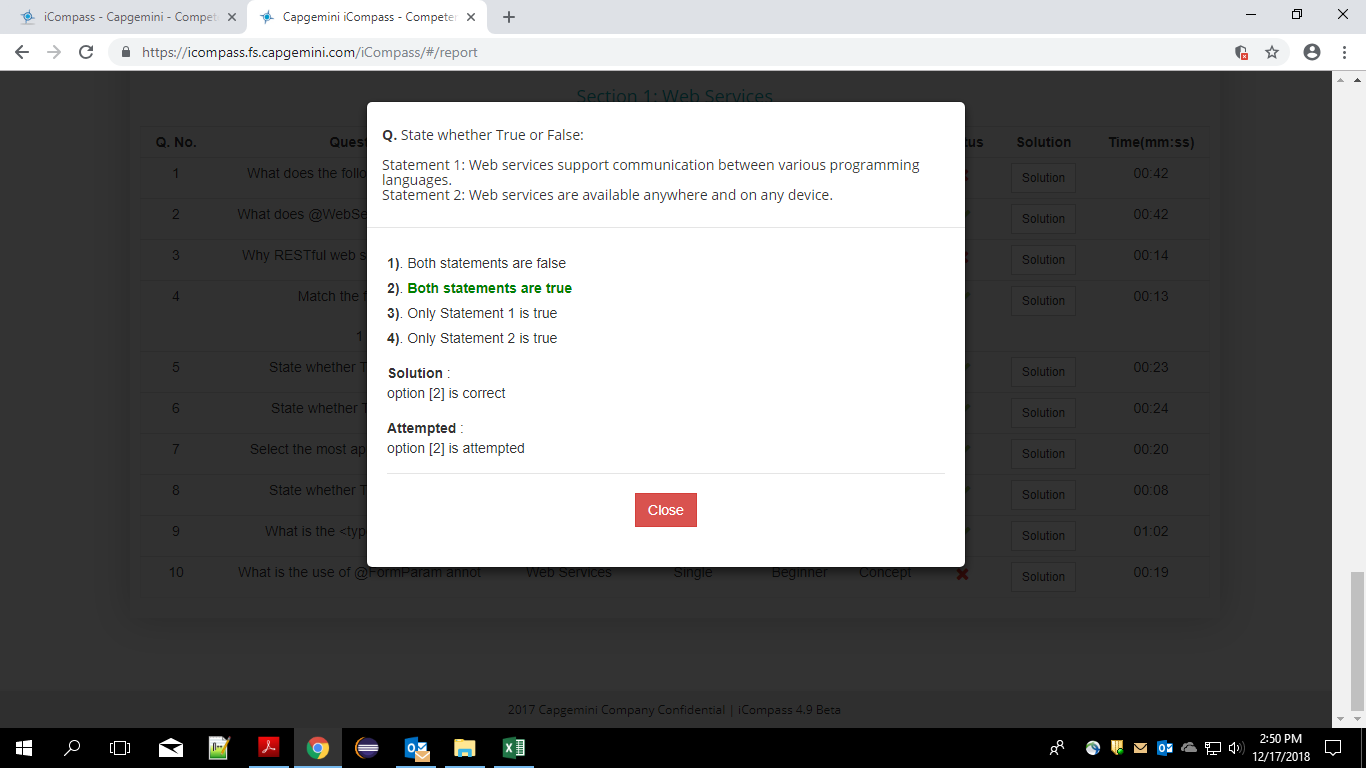 iCompass - Capgemini - Compet
Capgemini iCompass - Competen
https://icompass.fs.capgemini.com/iCompass/#/report
Section 1: Web Services
Q. No.
Quest
tus
Solution
Time(mm:ss)
Q. State whether True or False:
Statement 1: Web services support communication between various programming
languages.
Statement 2: Web services are available anywhere and on any device.
1). Both statements are false
2). Both statements are true
3). Only Statement 1 is true
4). Only Statement 2 is true
Solution :
option [2] is correct
Attempted :
option [2] is attempted
Close
1 What does the follo Solution 00:42
2 What does @WebSe Solution 00:42
3 Why RESTful web s Solution 00:14
4 Match the f Solution 00:13
1
5 State whether T Solution 00:23
6 State whether T Solution 00:24
7 Select the most ap Solution 00:20
8 State whether T Solution 00:08
9 What is the <typ Solution 01:02
10 What is the use of @FormParam annot Web Services Single Beginner Concept Solution 00:19
2017 Capgemini Company Confidential | iCompass 4.9 Beta
2:50 PM
12/17/2018